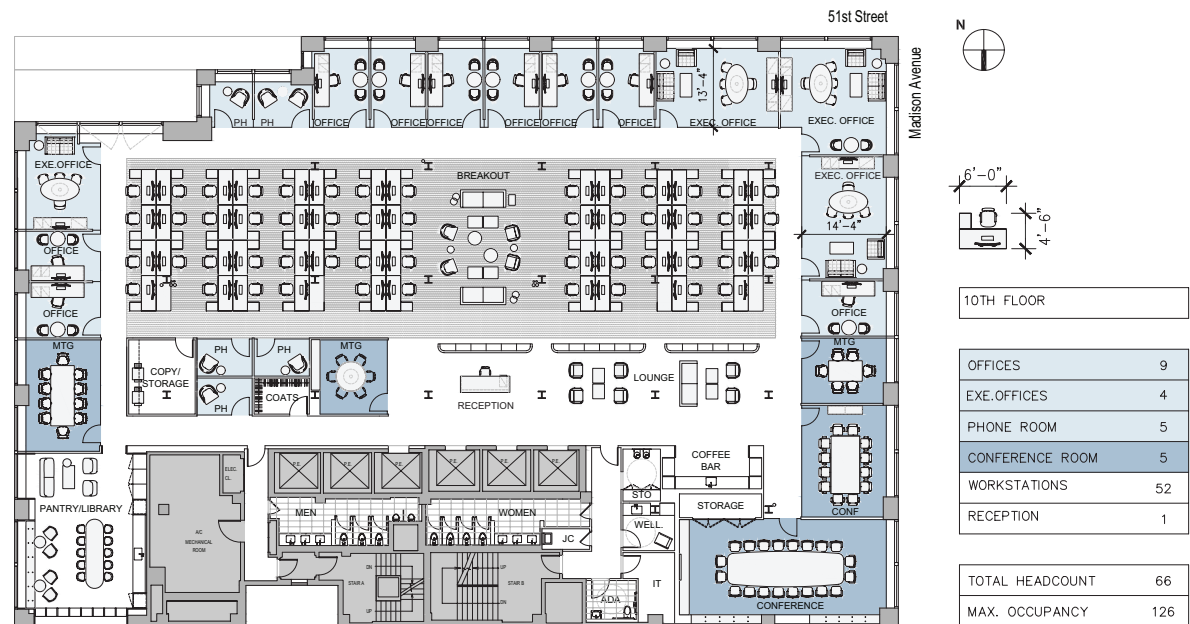 51st Street
N
Madison Avenue
PH
PH
OFFICE
OFFICE
OFFICE
OFFICE
OFFICE
OFFICE
EXEC. OFFICE
13'-4"
EXEC. OFFICE
EXE.OFFICE
BREAKOUT
EXEC. OFFICE
14'-4"
6'-0"
4'-6"
OFFICE
OFFICE
OFFICE
10TH FLOOR
MTG
COPY/
STORAGE
PH
PH
PH
COATS
MTG
RECEPTION
LOUNGE
MTG
CONF
OFFICES 9
EXE.OFFICES 4
PHONE ROOM 5
CONFERENCE ROOM 5
WORKSTATIONS 52
RECEPTION 1
ELEC.
CL.
P.E.
P.E.
P.E.
P.E.
P.E.
P.E.
COFFEE
BAR
STO
STORAGE
PANTRY/LIBRARY
MEN
WOMEN
WELL.
JC
A/C
MECHANICAL
ROOM
DN
STAIR A
UP
UP
STAIR B
DN
IT
ADA
CONFERENCE
TOTAL HEADCOUNT 66
MAX. OCCUPANCY 126